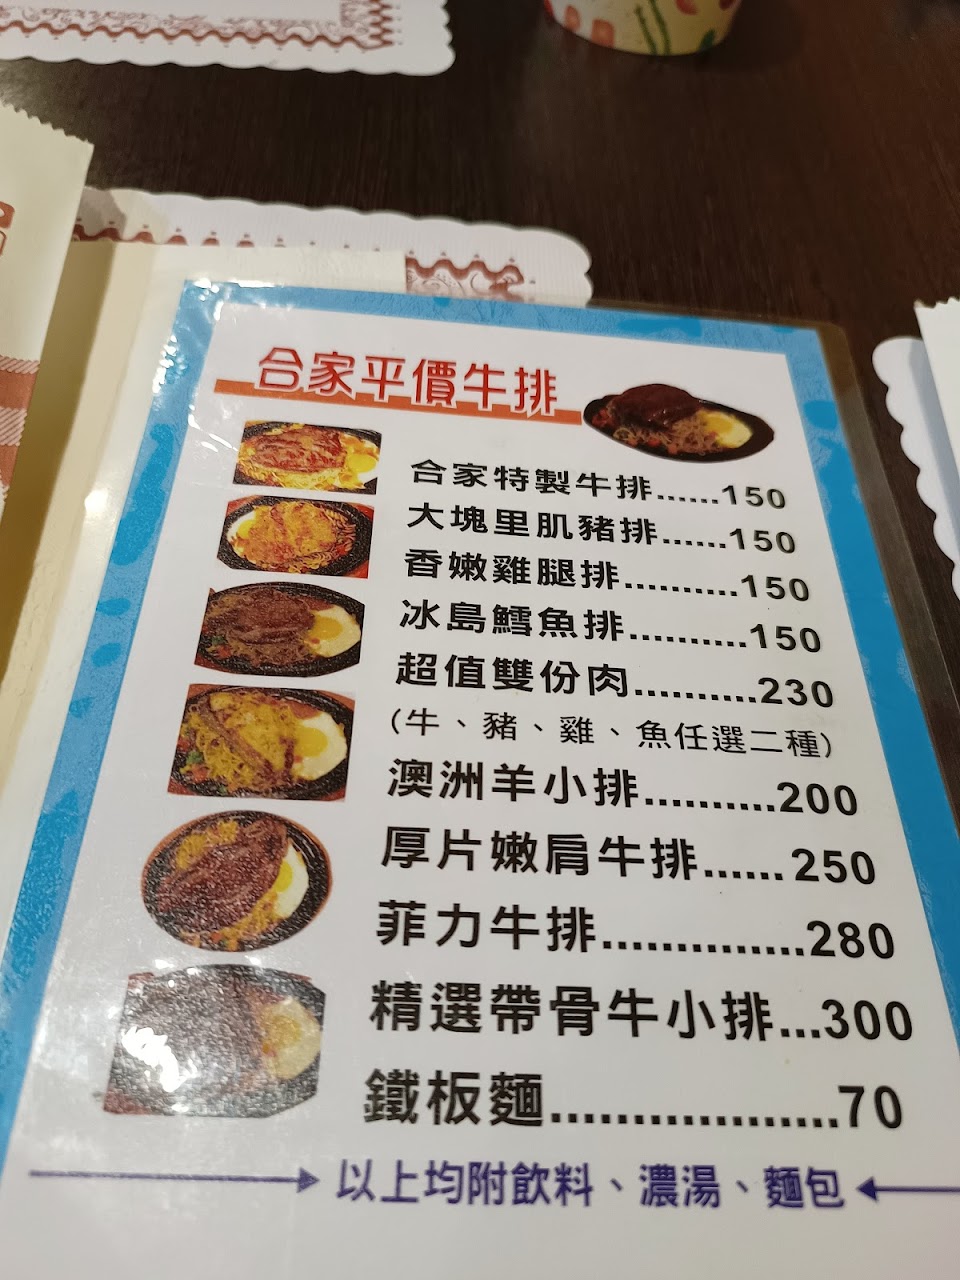 合家平價牛排
合家特製牛排......150
大塊里肌豬排......150
香嫩雞腿排..........150
冰島鱈魚排..........150
超值雙份肉..........230
(牛、豬、雞、魚任選二種)
澳洲羊小排..........200
厚片嫩肩牛排......250
菲力牛排..............280
精選帶骨牛小排...300
鐵板麵..................70
以上均附飲料、濃湯、麵包